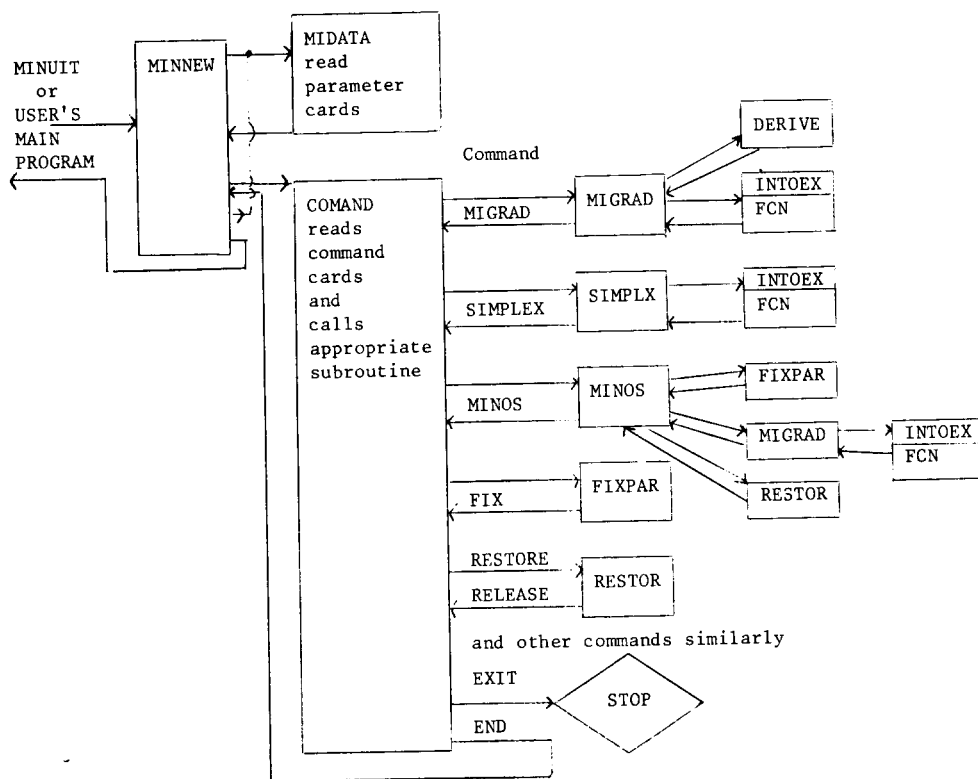 MINUIT
or
USER'S
MAIN
PROGRAM
MINNEW
MIDATA
read
parameter
cards
Command
COMAND
reads
command
cards
and
calls
appropriate
subroutine
MIGRAD
MIGRAD
DERIVE
INTOEX
FCN
SIMPLEX
SIMPLX
INTOEX
FCN
MINOS
MINOS
FIXPAR
MIGRAD
INTOEX
FCN
RESTOR
FIX
FIXPAR
RESTORE
RELEASE
RESTOR
and other commands similarly
EXIT
STOP
END